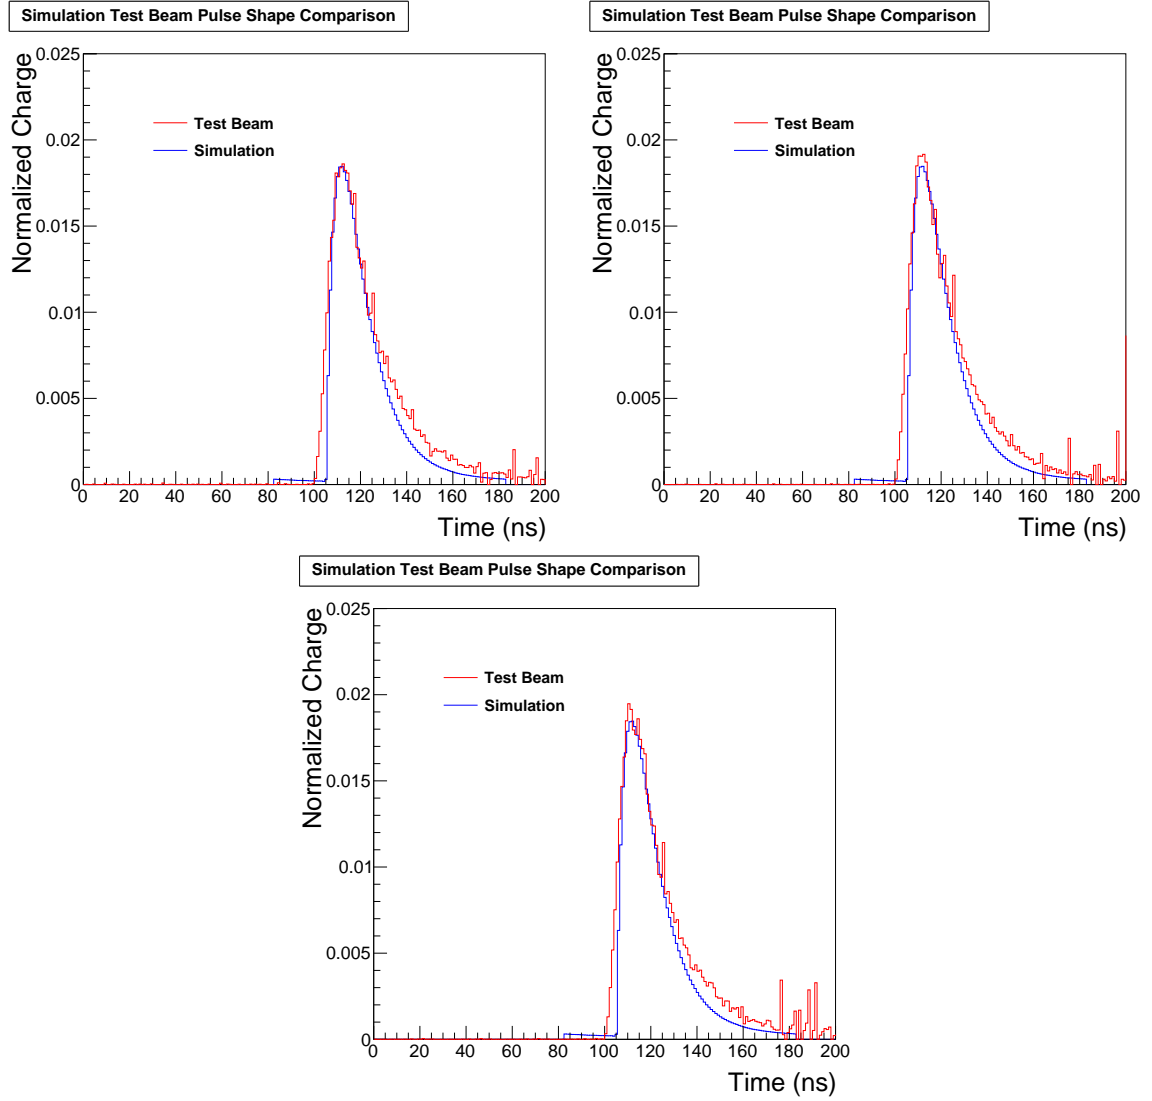 Simulation Test Beam Pulse Shape Comparison
Normalized Charge
0.025
0.02
0.015
0.01
0.005
0
Test Beam
Simulation
0 20 40 60 80 100 120 140 160 180 200
Time (ns)
Simulation Test Beam Pulse Shape Comparison
Normalized Charge
0.025
0.02
0.015
0.01
0.005
0
Test Beam
Simulation
0 20 40 60 80 100 120 140 160 180 200
Time (ns)
Simulation Test Beam Pulse Shape Comparison
Normalized Charge
0.025
0.02
0.015
0.01
0.005
0
Test Beam
Simulation
0 20 40 60 80 100 120 140 160 180 200
Time (ns)